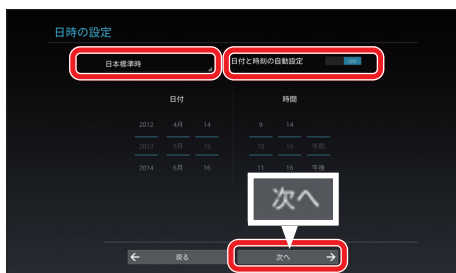 日時の設定
日本標準時 日付と時刻の自動設定 ON
日付 時間
2012 4月 14 9 14
2013 5月 15 10 15 午前
2014 6月 16 11 16 午後
次へ
戻る 次へ